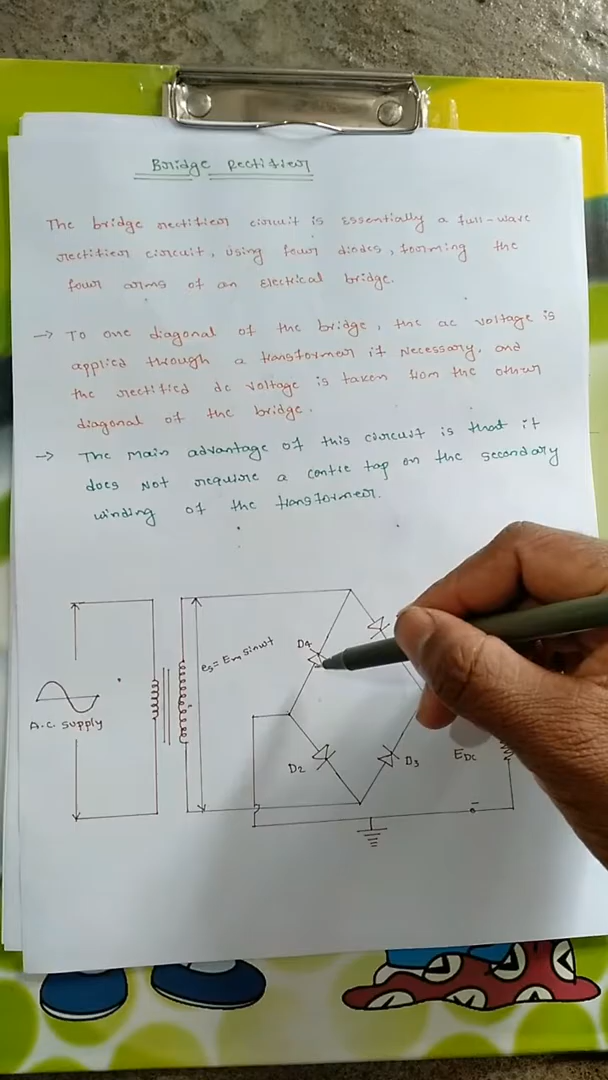 Bridge Rectifier
The bridge rectifier circuit is essentially a full-wave
rectifier circuit, using four diodes, forming the
four arms of an electrical bridge.
→ To one diagonal of the bridge, the ac voltage is
applied through a transformer if necessary, and
the rectified dc voltage is taken from the other
diagonal of the bridge.
→ The main advantage of this circuit is that it
does not require a centre tap on the secondary
winding of the transformer.
D4
es = Em sinωt
A.C. supply
D2
D3
EDC
-